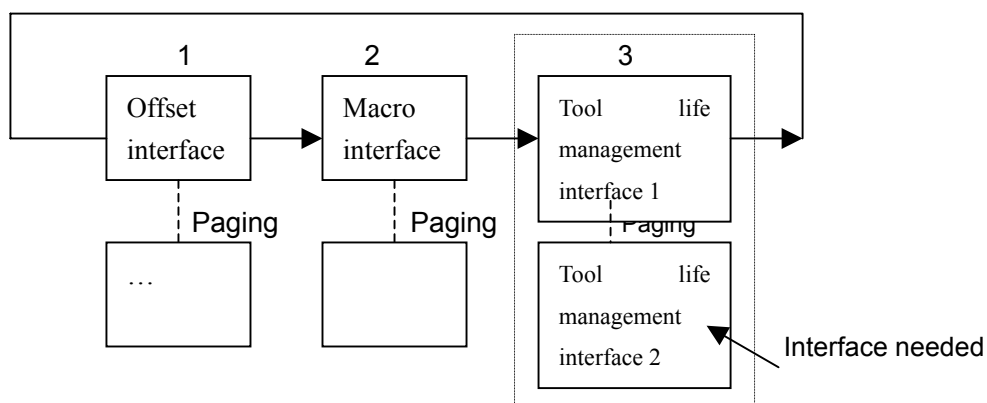 1
2
3
Offset
interface
Macro
interface
Tool life
management
interface 1
Paging
Paging
Paging
…
Tool life
management
interface 2
Interface needed